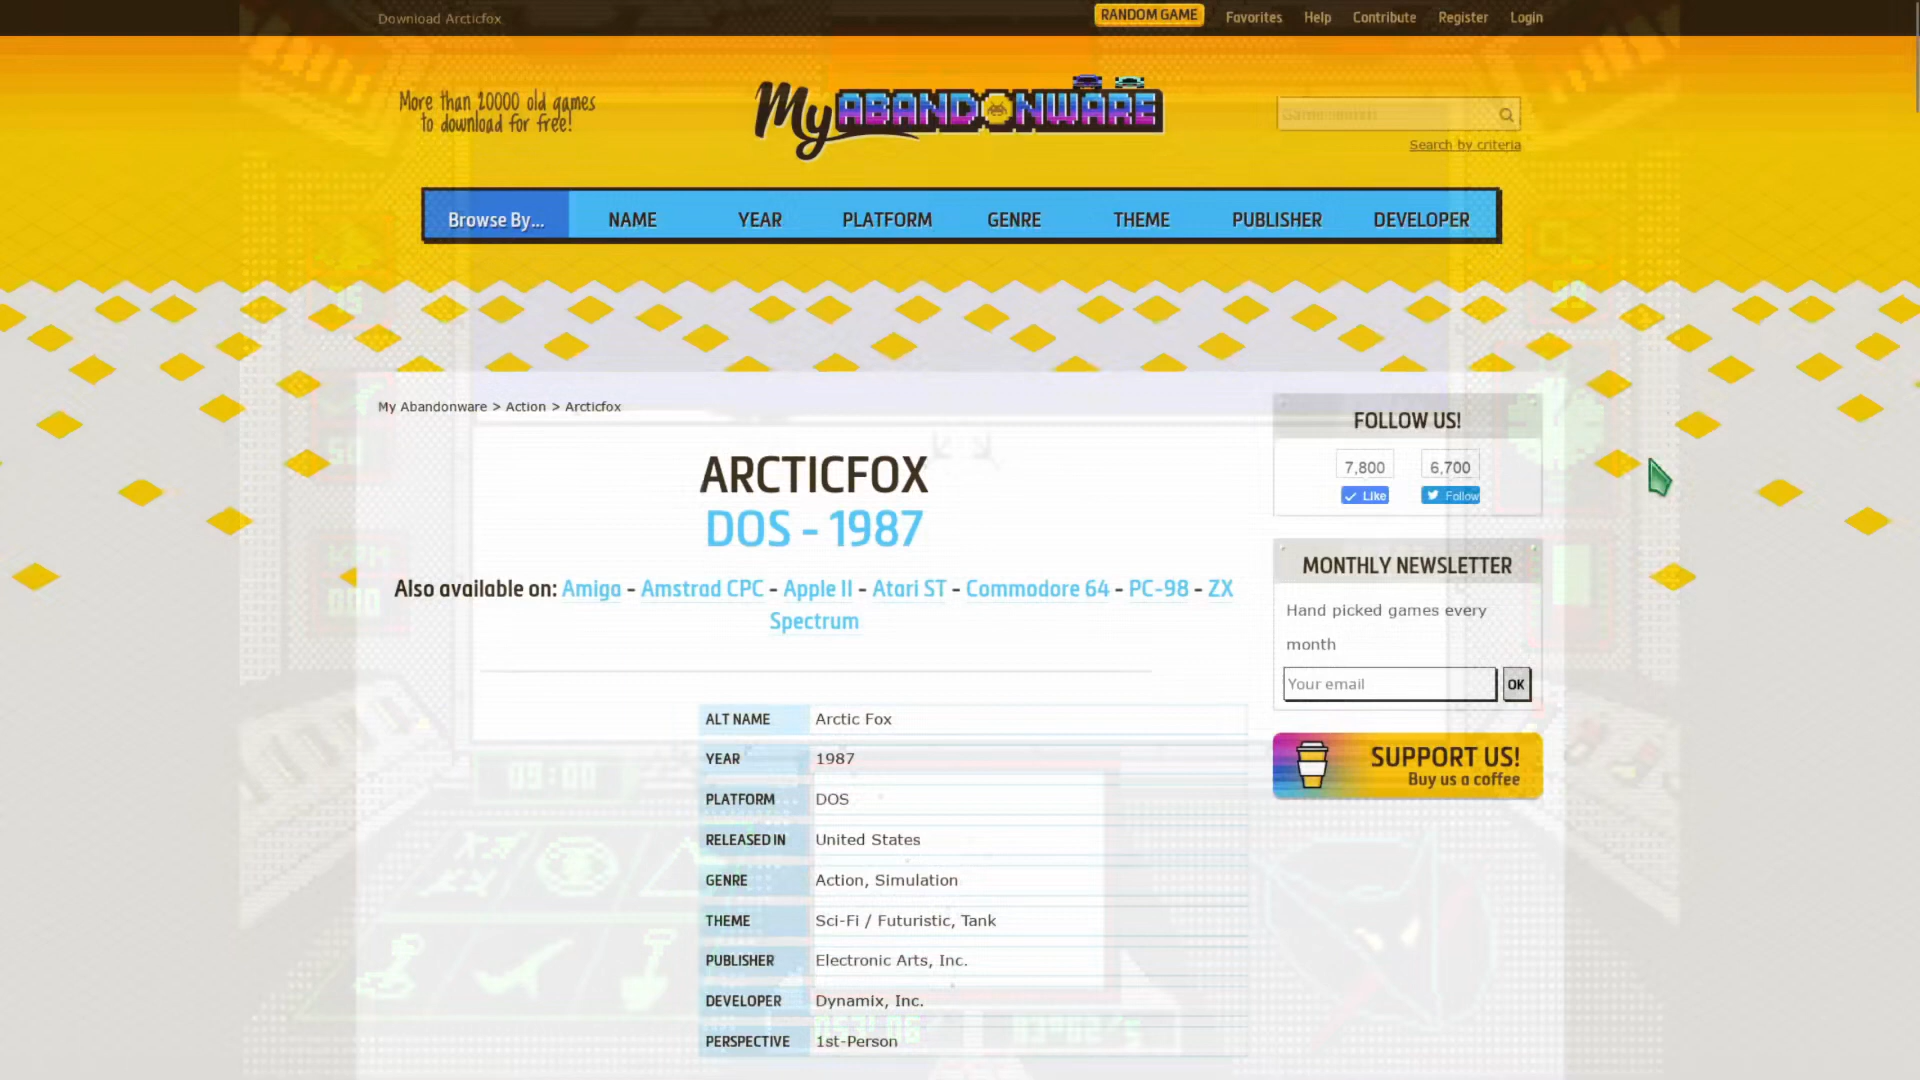 Download Arcticfox
RANDOM GAME
Favorites
Help
Contribute
Register
Login
More than 20000 old games
to download for free!
My ABANDONWARE
Search by criteria
Browse By...
NAME
YEAR
PLATFORM
GENRE
THEME
PUBLISHER
DEVELOPER
My Abandonware > Action > Arcticfox
ARCTICFOX
DOS - 1987
Also available on: Amiga - Amstrad CPC - Apple II - Atari ST - Commodore 64 - PC-98 - ZX
Spectrum
ALT NAME Arctic Fox
YEAR 1987
PLATFORM DOS
RELEASED IN United States
GENRE Action, Simulation
THEME Sci-Fi / Futuristic, Tank
PUBLISHER Electronic Arts, Inc.
DEVELOPER Dynamix, Inc.
PERSPECTIVE 1st-Person
FOLLOW US!
7,800 6,700
Like Follow
MONTHLY NEWSLETTER
Hand picked games every
month
Your email OK
SUPPORT US!
Buy us a coffee
09:00